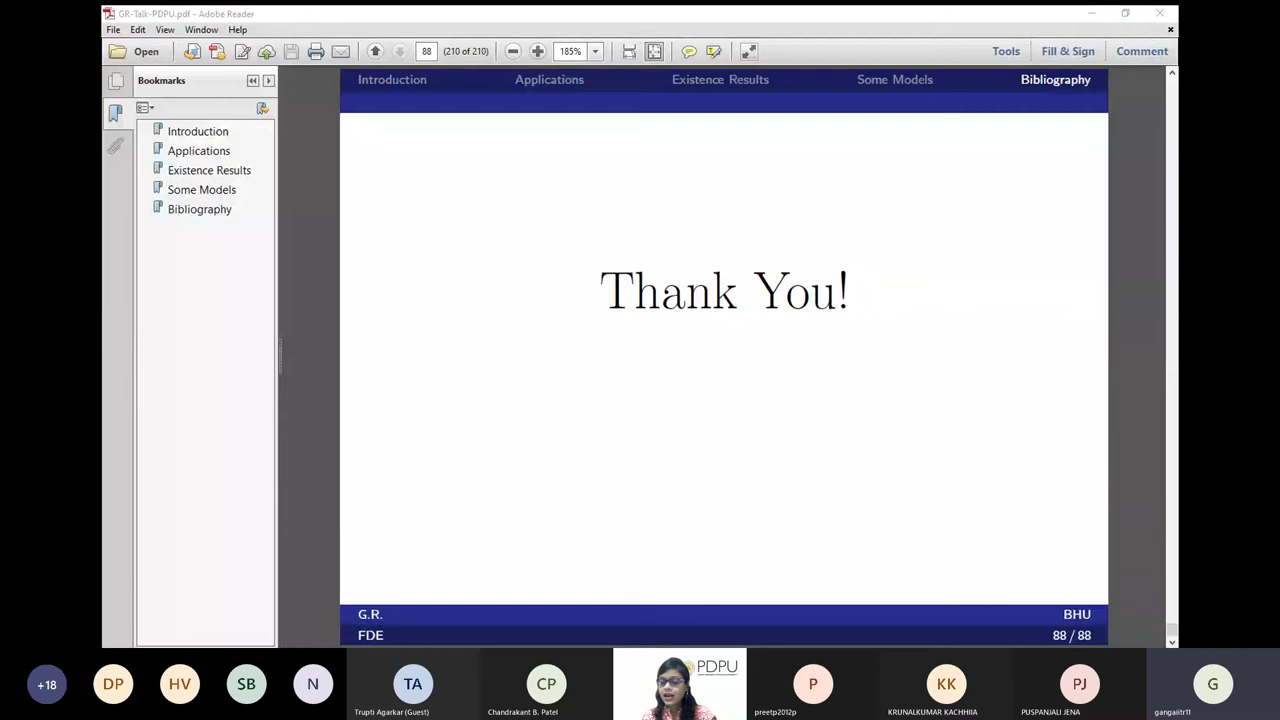 GR-Talk-PDPU.pdf - Adobe Reader
File Edit View Window Help
Open 88 (210 of 210) 185% Tools Fill & Sign Comment
Bookmarks
Introduction
Applications
Existence Results
Some Models
Bibliography
Introduction Applications Existence Results Some Models Bibliography
Thank You!
G.R. BHU
FDE 88 / 88
+18 DP HV SB N TA CP PDPU P KK PJ G
Trupti Agarkar (Guest) Chandrakant B. Patel preetp2012p KRUNALKUMAR KACHHIIA PUSPANJALI JENA gangaiitr11